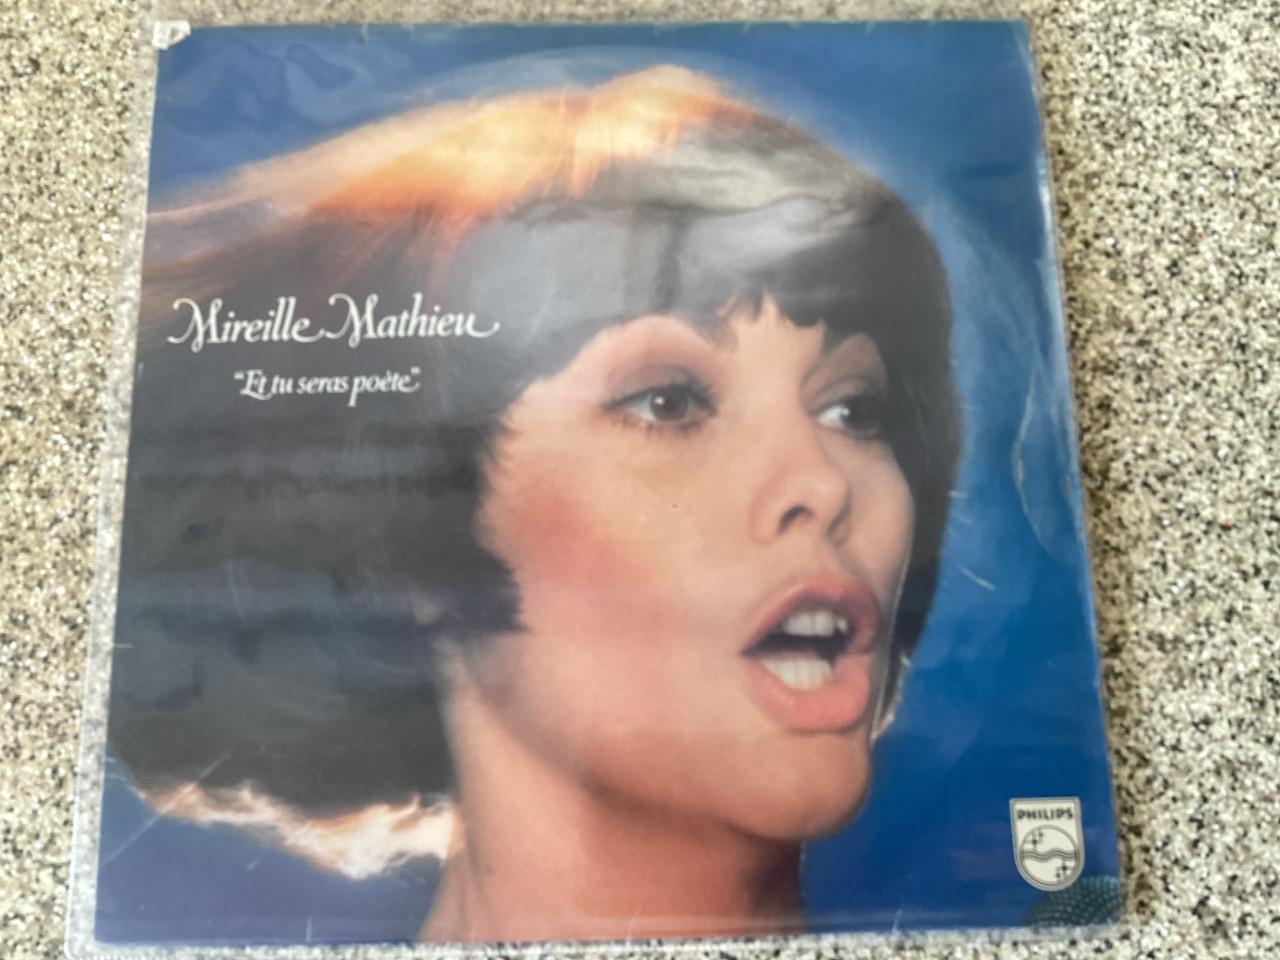 Mireille Mathieu
"Et tu seras poète"
PHILIPS